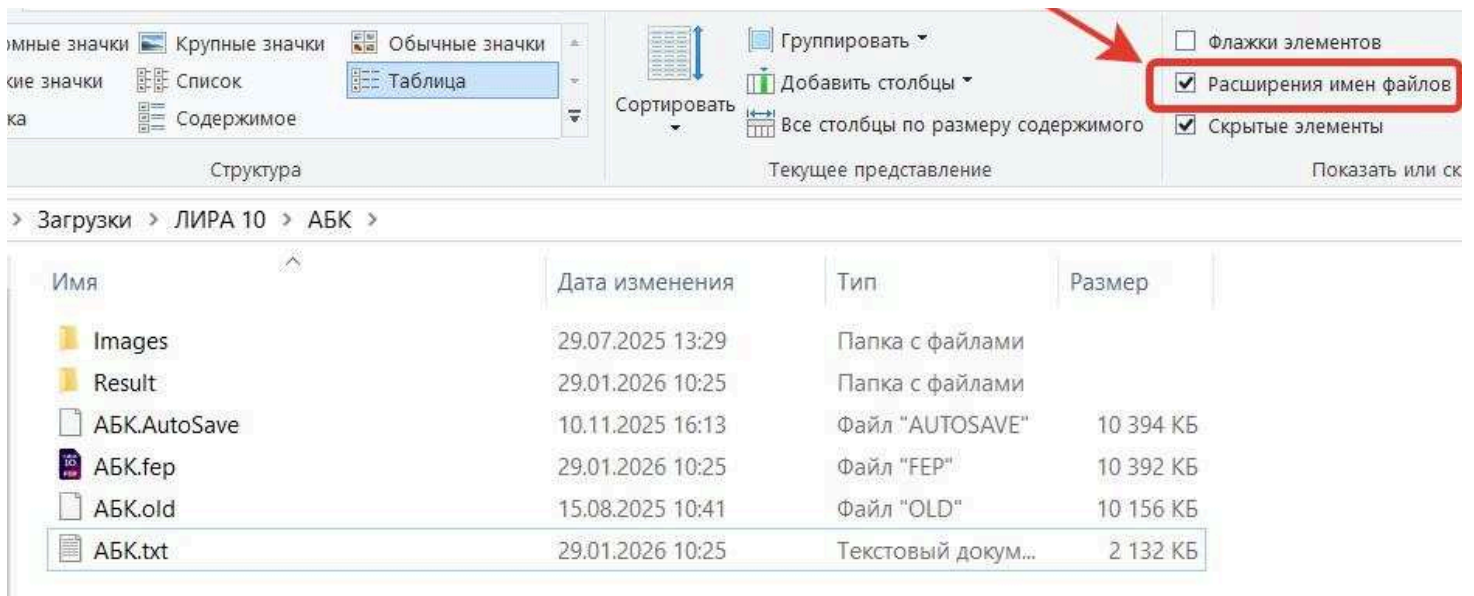 Крупные значки Обычные значки Группировать Флажки элементов
значки Список Таблица Добавить столбцы Расширения имен файлов
Содержимое Сортировать Все столбцы по размеру содержимого Скрытые элементы
Структура Текущее представление Показать или
> Загрузки > ЛИРА 10 > АБК >
Имя Дата изменения Тип Размер
Images 29.07.2025 13:29 Папка с файлами
Result 29.01.2026 10:25 Папка с файлами
АБК.AutoSave 10.11.2025 16:13 Файл "AUTOSAVE" 10 394 КБ
АБК.fep 29.01.2026 10:25 Файл "FEP" 10 392 КБ
АБК.old 15.08.2025 10:41 Файл "OLD" 10 156 КБ
АБК.txt 29.01.2026 10:25 Текстовый докум... 2 132 КБ